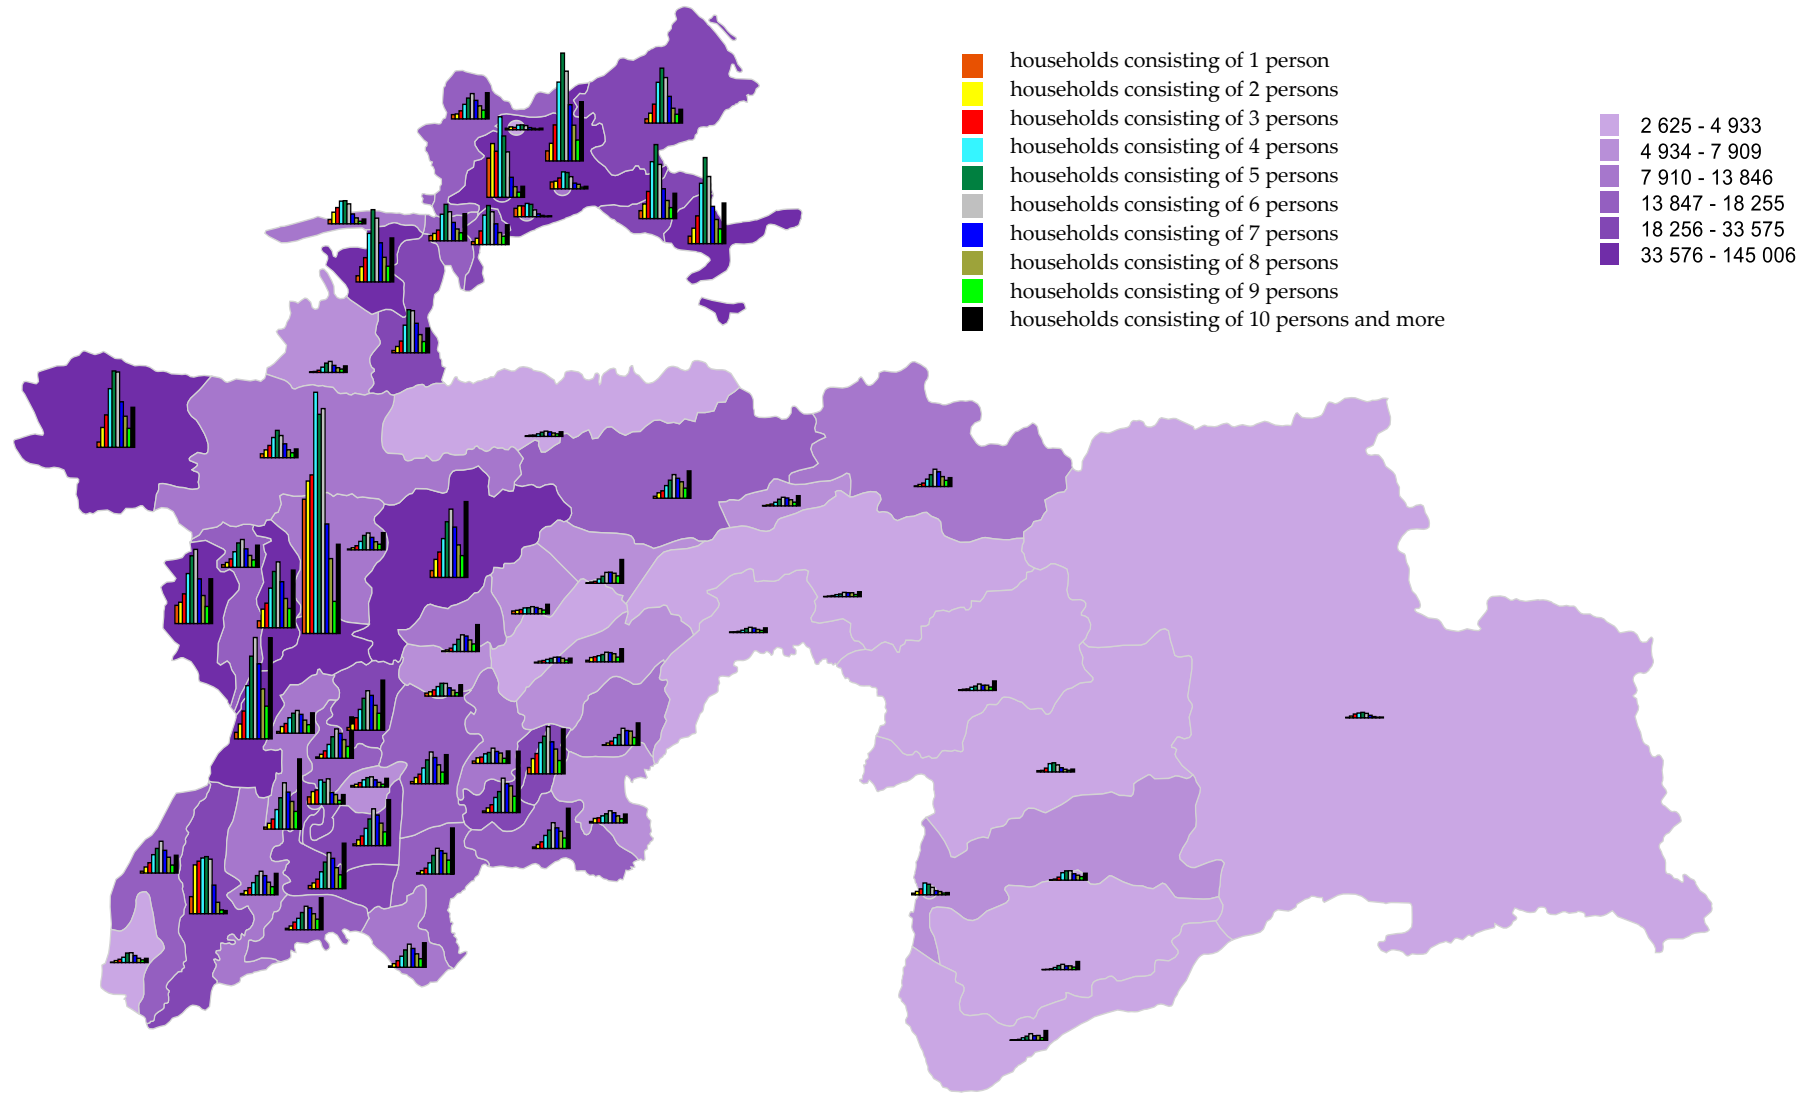 households consisting of 1 person
households consisting of 2 persons
households consisting of 3 persons
households consisting of 4 persons
households consisting of 5 persons
households consisting of 6 persons
households consisting of 7 persons
households consisting of 8 persons
households consisting of 9 persons
households consisting of 10 persons and more
2 625 - 4 933
4 934 - 7 909
7 910 - 13 846
13 847 - 18 255
18 256 - 33 575
33 576 - 145 006